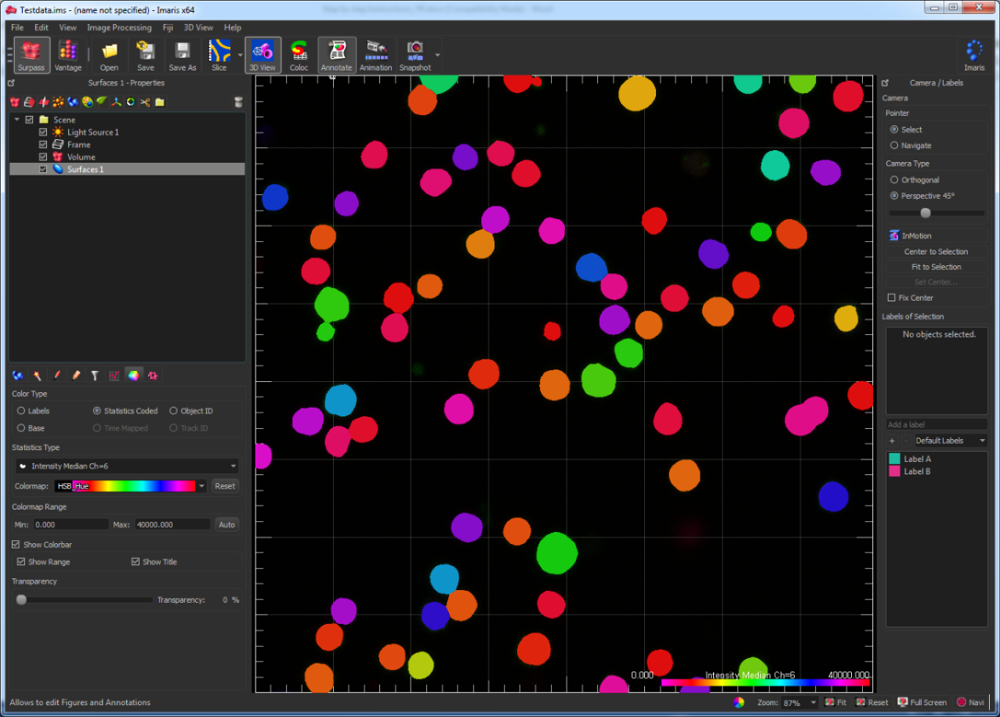 Testdata.ims - (name not specified) - Imaris x64
File Edit View Image Processing Fiji 3D View Help
Surpass Vantage Open Save Save As Slice 3D View Coloc Annotate Animation Snapshot Imaris
Surfaces 1 - Properties
Scene
Light Source 1
Frame
Volume
Surfaces 1
Color Type
Labels Statistics Coded Object ID
Base Time Mapped Track ID
Statistics Type
Intensity Median Ch=6
Colormap: HSB_Hue Reset
Colormap Range
Min: 0.000 Max: 40000.000 Auto
Show Colorbar
Show Range Show Title
Transparency
Transparency: 0 %
0.000 Intensity Median Ch=6 40000.000
Camera / Labels
Camera
Pointer
Select
Navigate
Camera Type
Orthogonal
Perspective 45°
InMotion
Center to Selection
Fit to Selection
Set Center...
Fix Center
Labels of Selection
No objects selected.
Add a label
+ - Default Labels
Label A
Label B
Allows to edit Figures and Annotations
Zoom: 87% Fit Reset Full Screen Navi